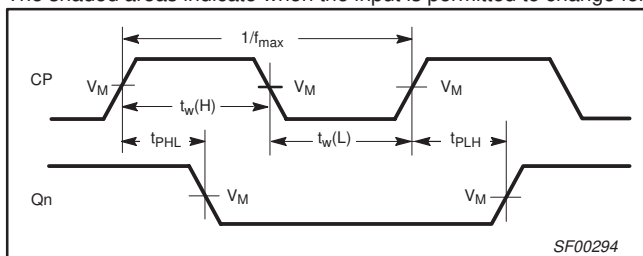 The shaded areas indicate when the input is permitted to change for
1/fmax
CP
VM
VM
VM
tw(H)
tPHL
tw(L)
tPLH
Qn
VM
VM
SF00294